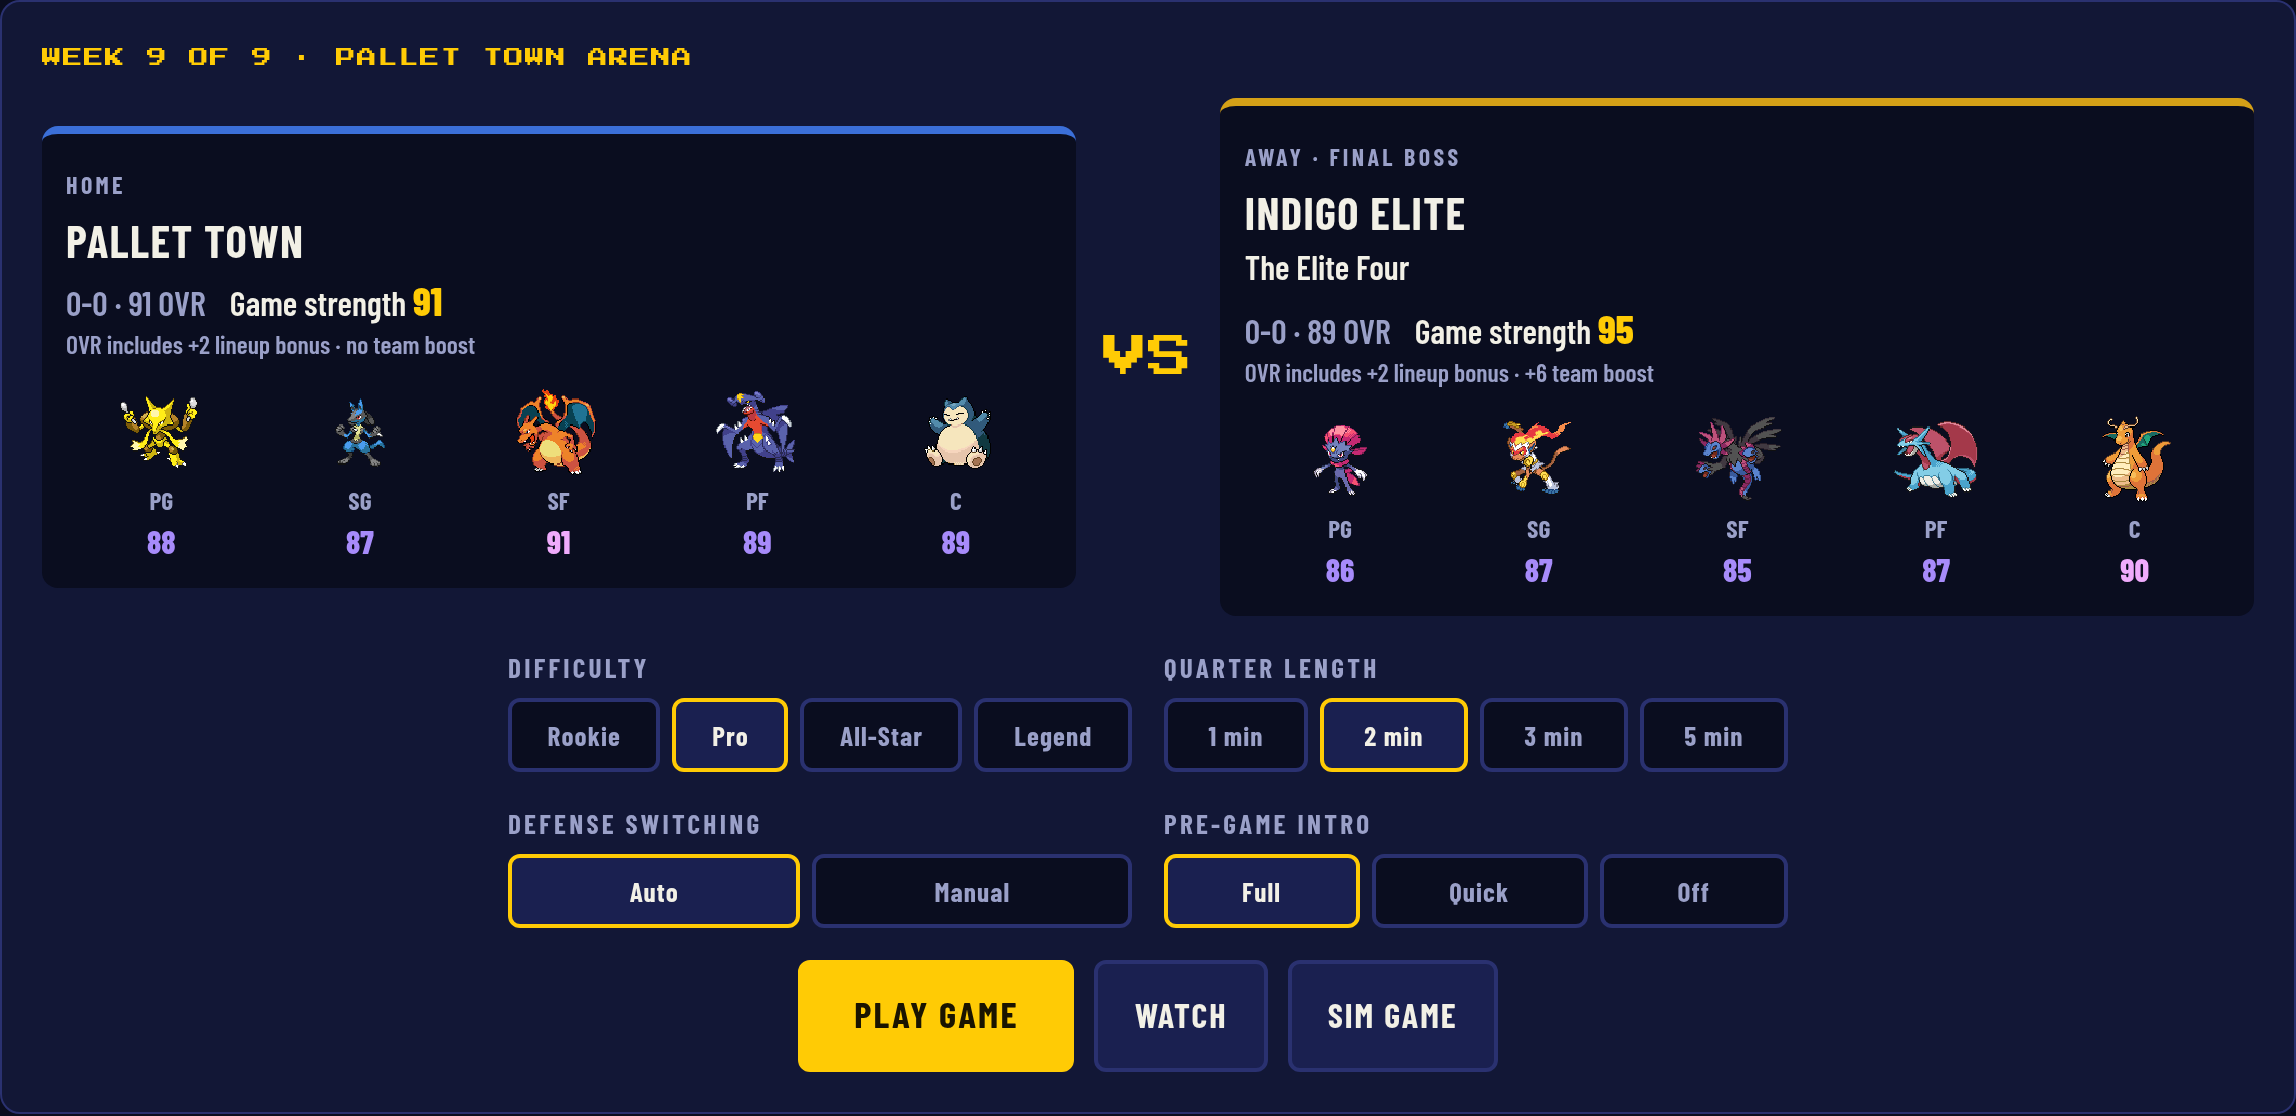 WEEK 9 OF 9 · PALLET TOWN ARENA
HOME
PALLET TOWN
0-0 · 91 OVR Game strength 91
OVR includes +2 lineup bonus · no team boost
PG SG SF PF C
88 87 91 89 89
VS
AWAY · FINAL BOSS
INDIGO ELITE
The Elite Four
0-0 · 89 OVR Game strength 95
OVR includes +2 lineup bonus · +6 team boost
PG SG SF PF C
86 87 85 87 90
DIFFICULTY
Rookie Pro All-Star Legend
QUARTER LENGTH
1 min 2 min 3 min 5 min
DEFENSE SWITCHING
Auto Manual
PRE-GAME INTRO
Full Quick Off
PLAY GAME WATCH SIM GAME